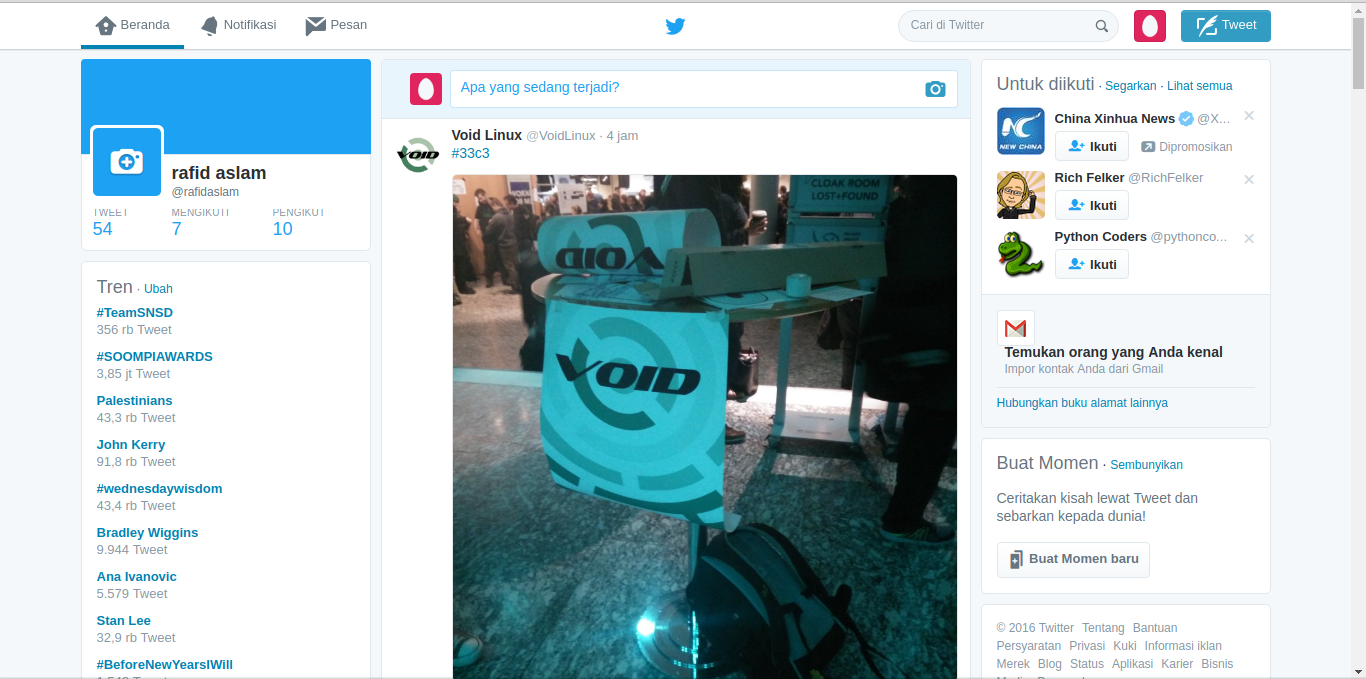 Beranda
Notifikasi
Pesan
Cari di Twitter
Tweet
rafid aslam
@rafidaslam
TWEET
MENGIKUTI
PENGIKUT
54
7
10
Tren · Ubah
#TeamSNSD
356 rb Tweet
#SOOMPIAWARDS
3,85 jt Tweet
Palestinians
43,3 rb Tweet
John Kerry
91,8 rb Tweet
#wednesdaywisdom
43,4 rb Tweet
Bradley Wiggins
9.944 Tweet
Ana Ivanovic
5.579 Tweet
Stan Lee
32,9 rb Tweet
#BeforeNewYearsIWill
Apa yang sedang terjadi?
Void Linux @VoidLinux · 4 jam
#33c3
VOID
CLOAK ROOM
LOST+FOUND
VOID
VOID
Untuk diikuti · Segarkan · Lihat semua
China Xinhua News @X...
NEW CHINA
Ikuti
Dipromosikan
Rich Felker @RichFelker
Ikuti
Python Coders @pythonco...
Ikuti
Temukan orang yang Anda kenal
Impor kontak Anda dari Gmail
Hubungkan buku alamat lainnya
Buat Momen · Sembunyikan
Ceritakan kisah lewat Tweet dan
sebarkan kepada dunia!
Buat Momen baru
© 2016 Twitter Tentang Bantuan
Persyaratan Privasi Kuki Informasi iklan
Merek Blog Status Aplikasi Karier Bisnis